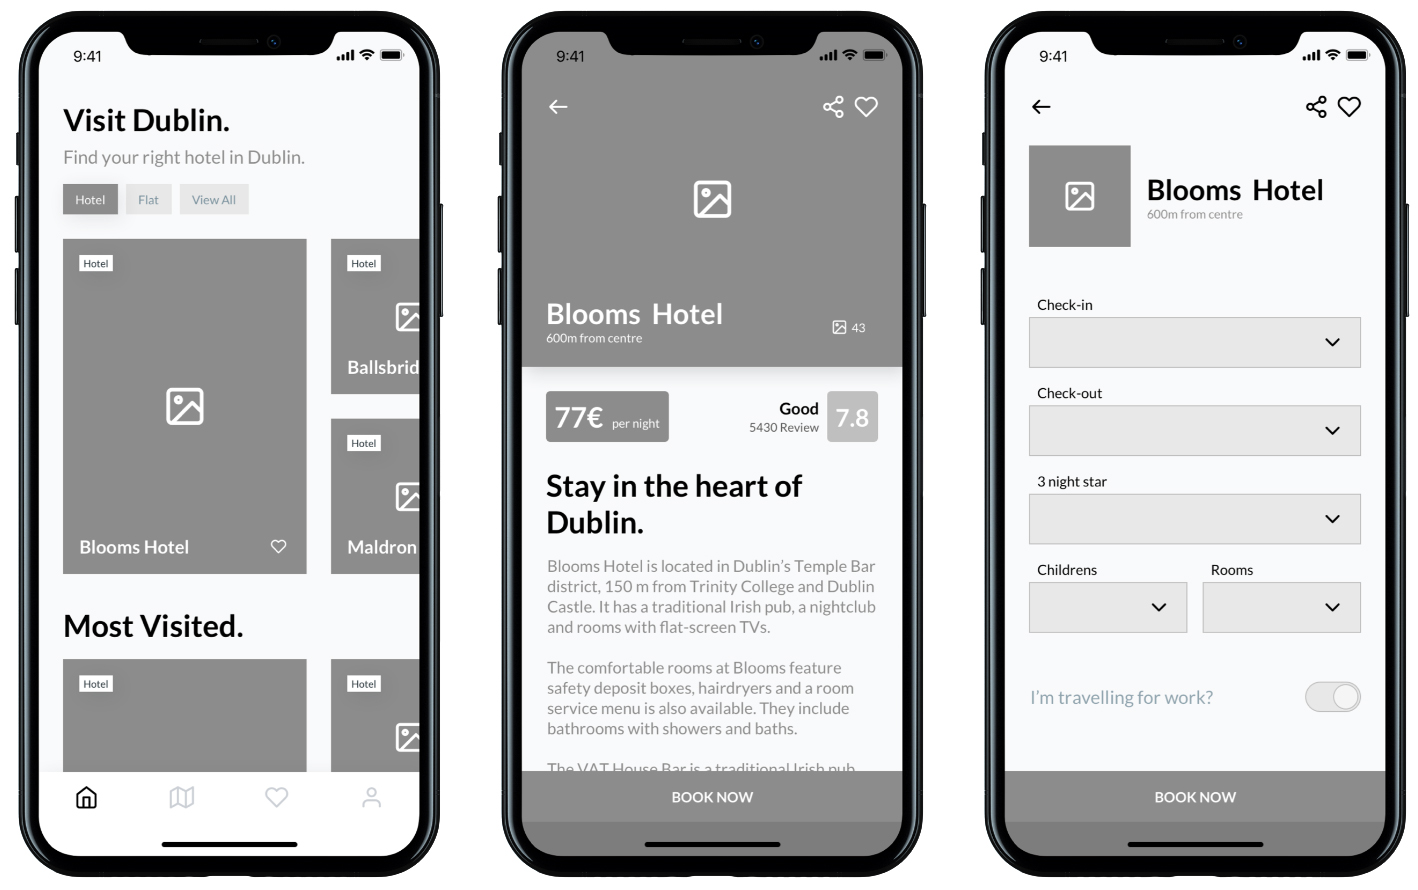 9:41
Visit Dublin.
Find your right hotel in Dublin.
Hotel Flat View All
Hotel
Blooms Hotel
Hotel
Ballsbrid
Hotel
Maldron
Most Visited.
Hotel
Hotel
9:41
Blooms Hotel
600m from centre
43
77€ per night
Good
5430 Review
7.8
Stay in the heart of
Dublin.
Blooms Hotel is located in Dublin’s Temple Bar
district, 150 m from Trinity College and Dublin
Castle. It has a traditional Irish pub, a nightclub
and rooms with flat-screen TVs.
The comfortable rooms at Blooms feature
safety deposit boxes, hairdryers and a room
service menu is also available. They include
bathrooms with showers and baths.
The VAT House Bar is a traditional Irish pub
BOOK NOW
9:41
Blooms Hotel
600m from centre
Check-in
Check-out
3 night star
Childrens Rooms
I’m travelling for work?
BOOK NOW